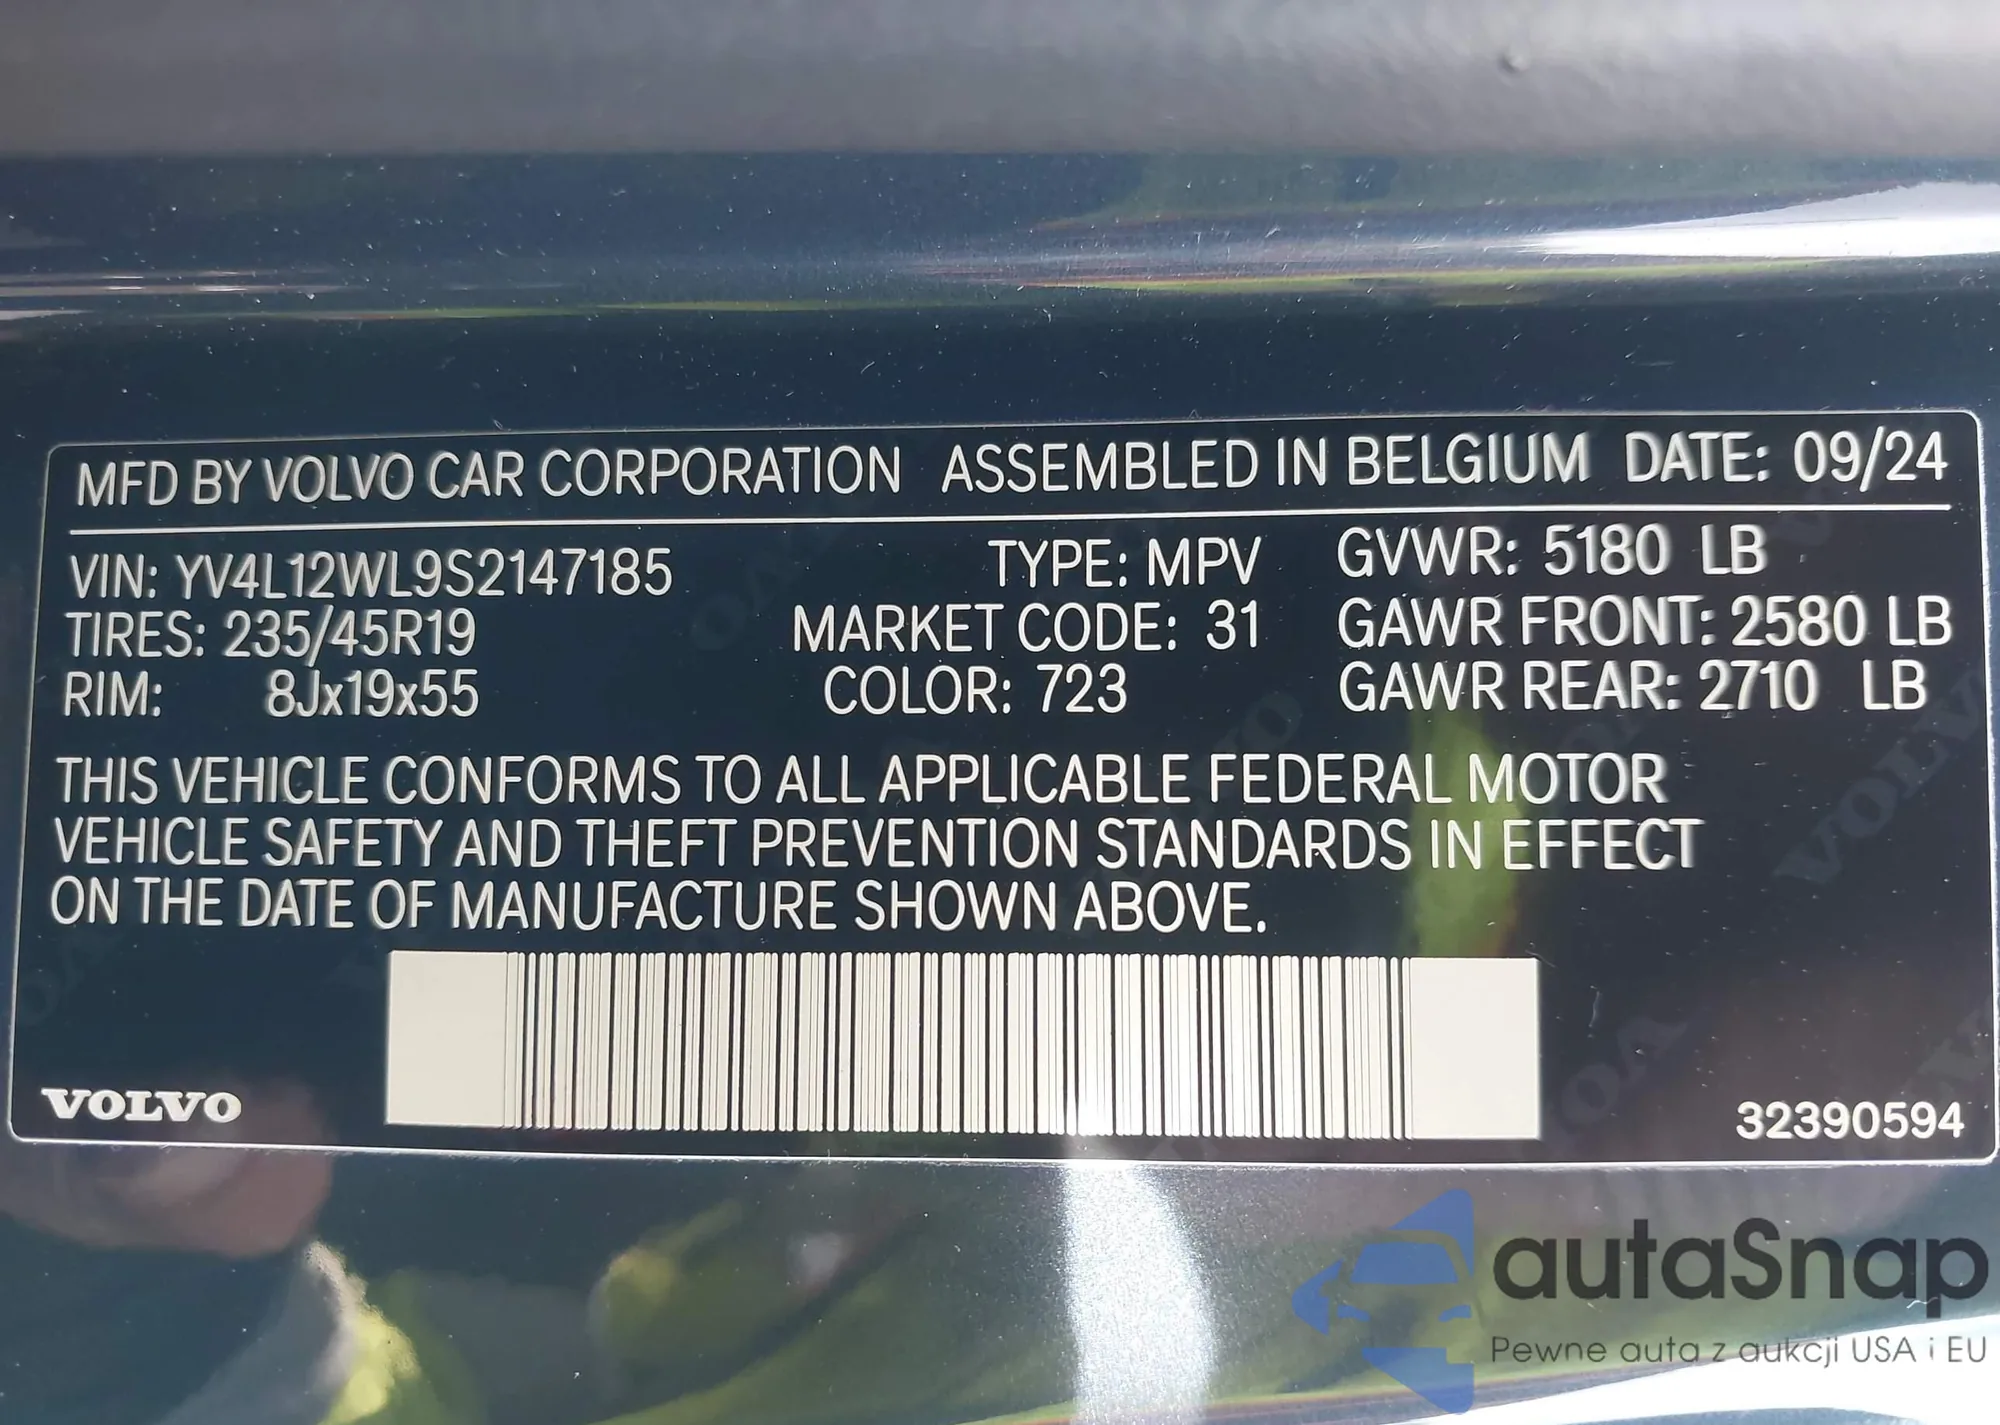 MFD BY VOLVO CAR CORPORATION ASSEMBLED IN BELGIUM DATE: 09/24
VIN: YV4L12WL9S2147185 TYPE: MPV GVWR: 5180 LB
TIRES: 235/45R19 MARKET CODE: 31 GAWR FRONT: 2580 LB
RIM: 8Jx19x55 COLOR: 723 GAWR REAR: 2710 LB
THIS VEHICLE CONFORMS TO ALL APPLICABLE FEDERAL MOTOR
VEHICLE SAFETY AND THEFT PREVENTION STANDARDS IN EFFECT
ON THE DATE OF MANUFACTURE SHOWN ABOVE.
VOLVO
32390594
autaSnap
Pewne auta z aukcji USA i EU